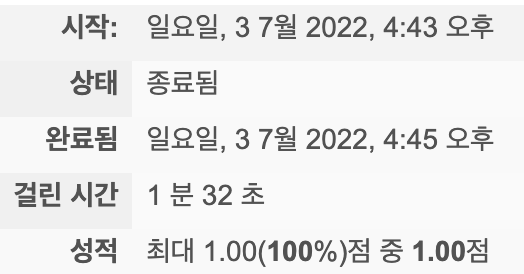 시작: 일요일, 3 7월 2022, 4:43 오후
상태 종료됨
완료됨 일요일, 3 7월 2022, 4:45 오후
걸린 시간 1 분 32 초
성적 최대 1.00(100%)점 중 1.00점